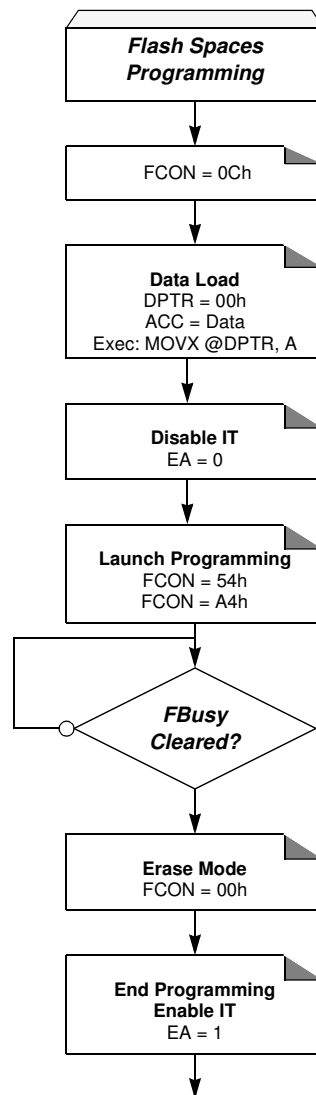 Flash Spaces
Programming
FCON = 0Ch
Data Load
DPTR = 00h
ACC = Data
Exec: MOVX @DPTR, A
Disable IT
EA = 0
Launch Programming
FCON = 54h
FCON = A4h
FBusy
Cleared?
Erase Mode
FCON = 00h
End Programming
Enable IT
EA = 1